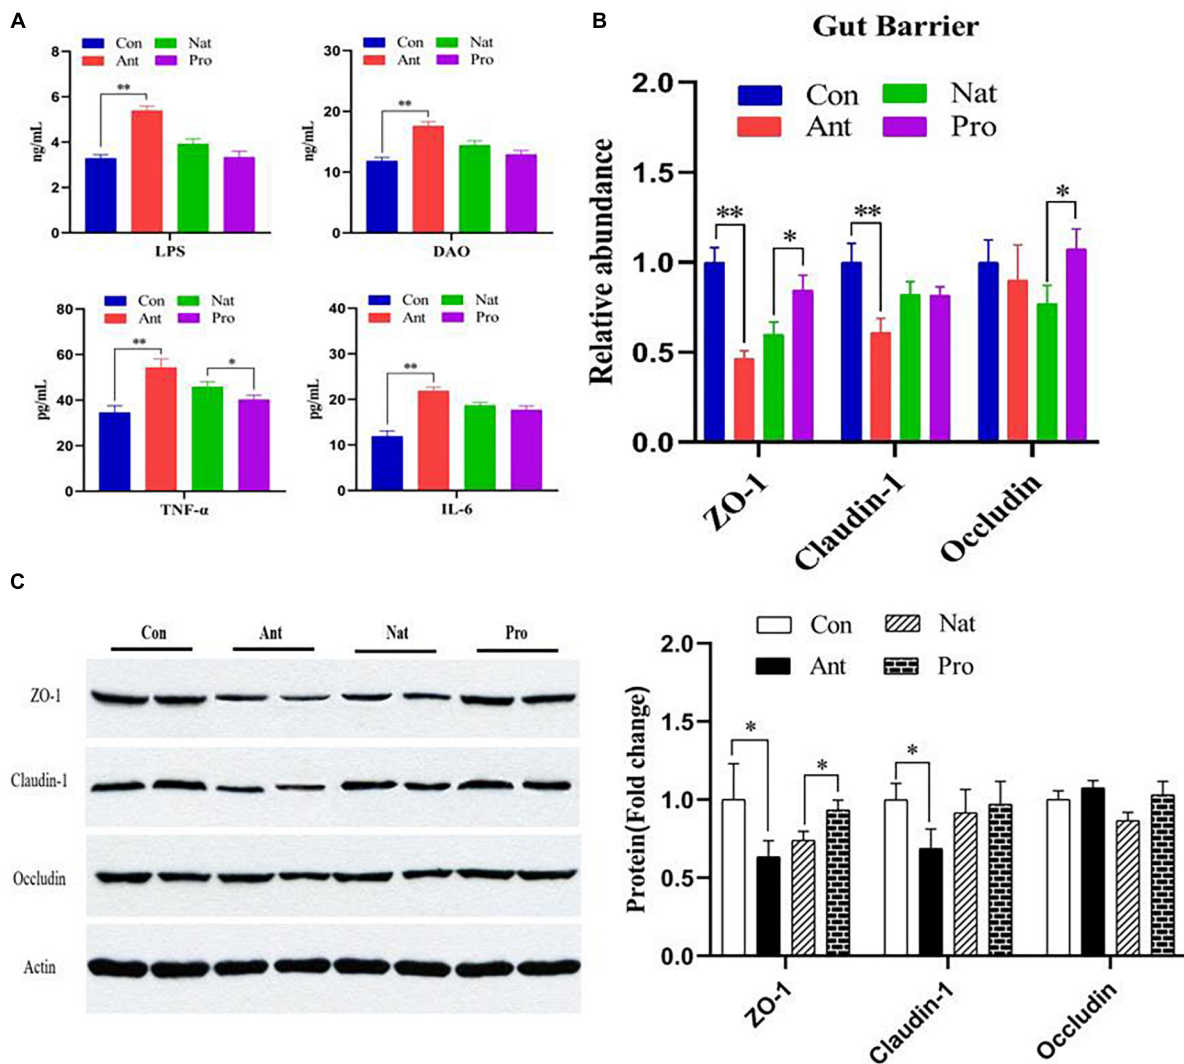 A
Con Nat
Ant Pro
8
6
4
2
0
ng/mL
**
LPS
Con Nat
Ant Pro
30
20
10
0
ng/mL
**
DAO
Con Nat
Ant Pro
80
60
40
20
0
pg/mL
**
*
TNF-α
Con Nat
Ant Pro
40
30
20
10
0
pg/mL
**
IL-6
B
Gut Barrier
Con Nat
Ant Pro
2.0
1.5
1.0
0.5
0.0
Relative abundance
**
*
**
*
ZO-1
Claudin-1
Occludin
C
Con Ant Nat Pro
ZO-1
Claudin-1
Occludin
Actin
Con Nat
Ant Pro
2.0
1.5
1.0
0.5
0.0
Protein(Fold change)
*
*
*
ZO-1
Claudin-1
Occludin